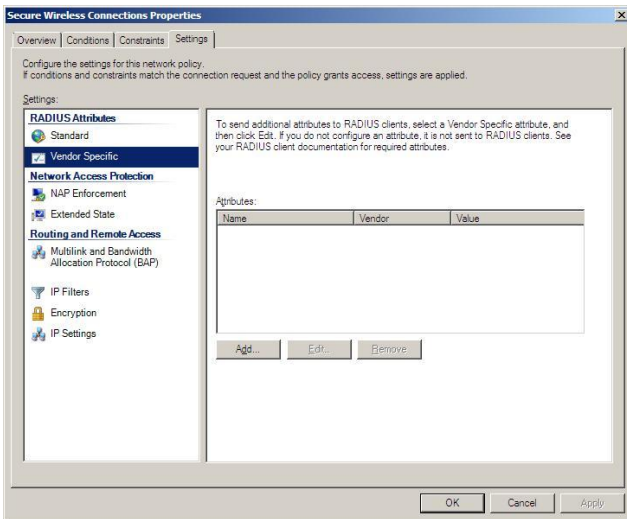 Secure Wireless Connections Properties
Overview Conditions Constraints Settings
Configure the settings for this network policy.
If conditions and constraints match the connection request and the policy grants access, settings are applied.
Settings:
RADIUS Attributes
Standard
Vendor Specific
Network Access Protection
NAP Enforcement
Extended State
Routing and Remote Access
Multilink and Bandwidth
Allocation Protocol (BAP)
IP Filters
Encryption
IP Settings
To send additional attributes to RADIUS clients, select a Vendor Specific attribute, and
then click Edit. If you do not configure an attribute, it is not sent to RADIUS clients. See
your RADIUS client documentation for required attributes.
Attributes:
Name Vendor Value
Add... Edit... Remove
OK Cancel Apply